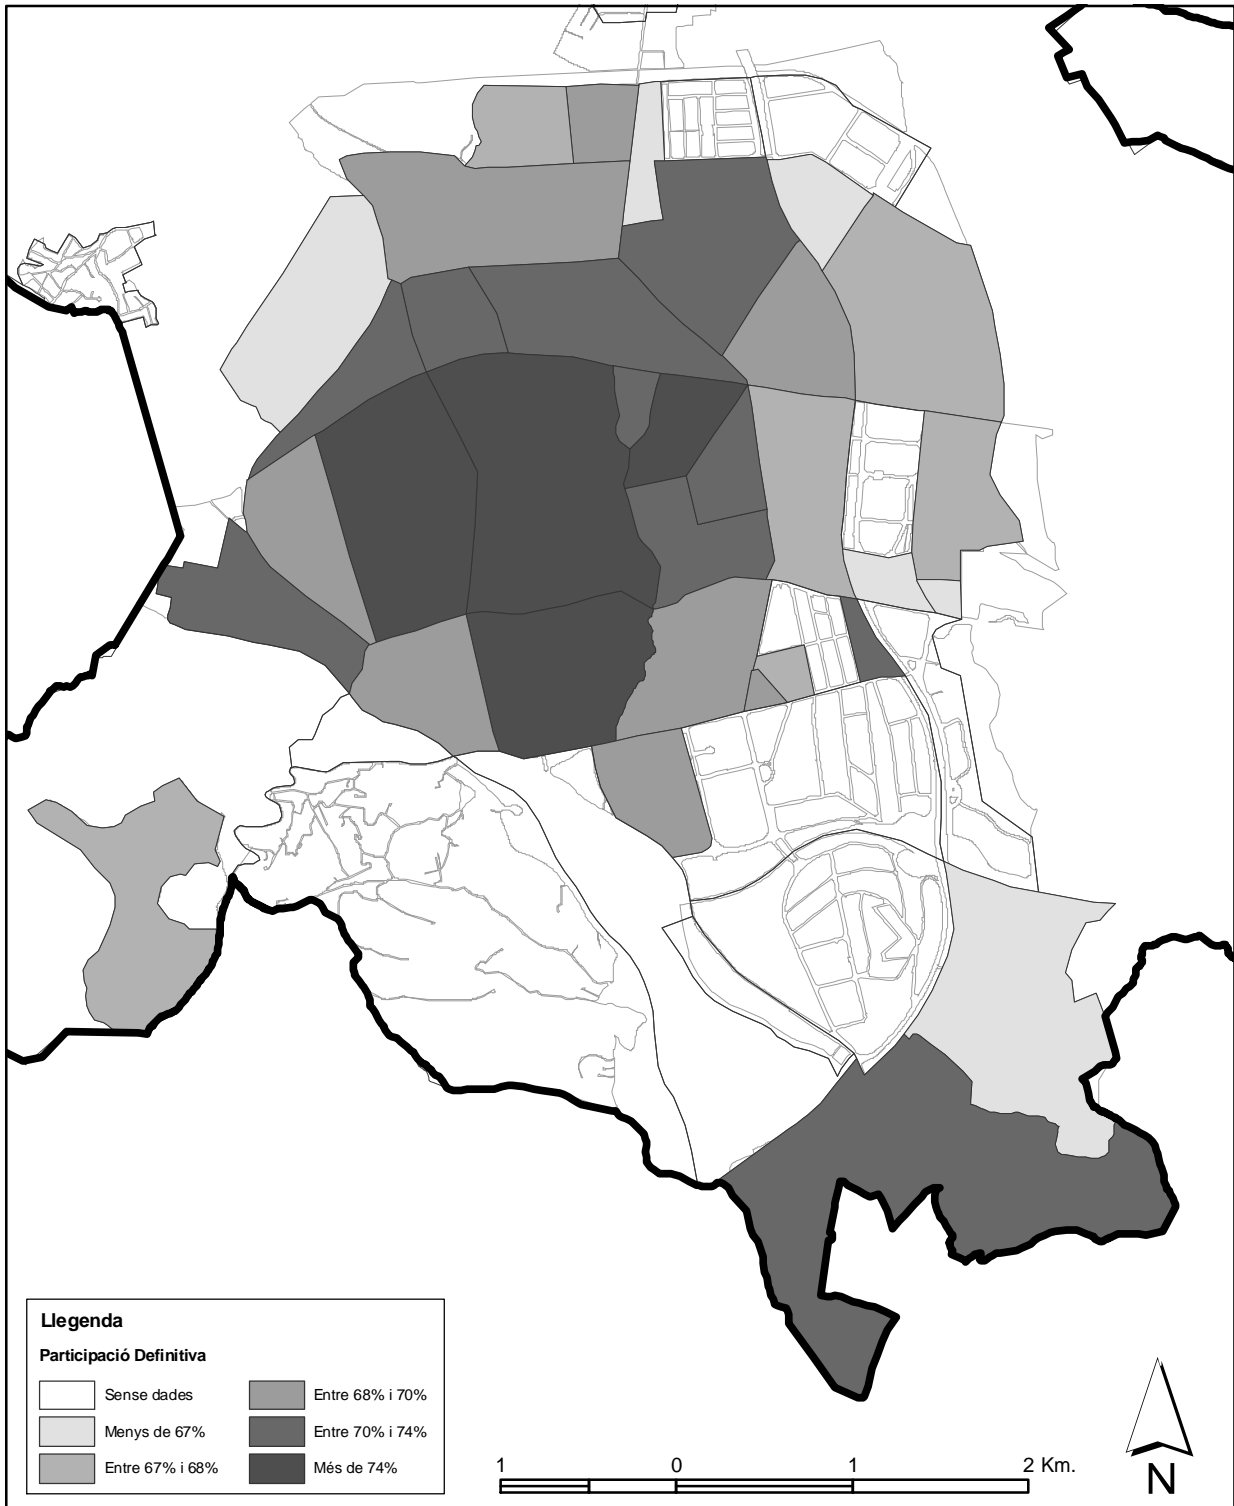 Llegenda
Participació Definitiva
Sense dades
Menys de 67%
Entre 67% i 68%
Entre 68% i 70%
Entre 70% i 74%
Més de 74%
1 0 1 2 Km.
N